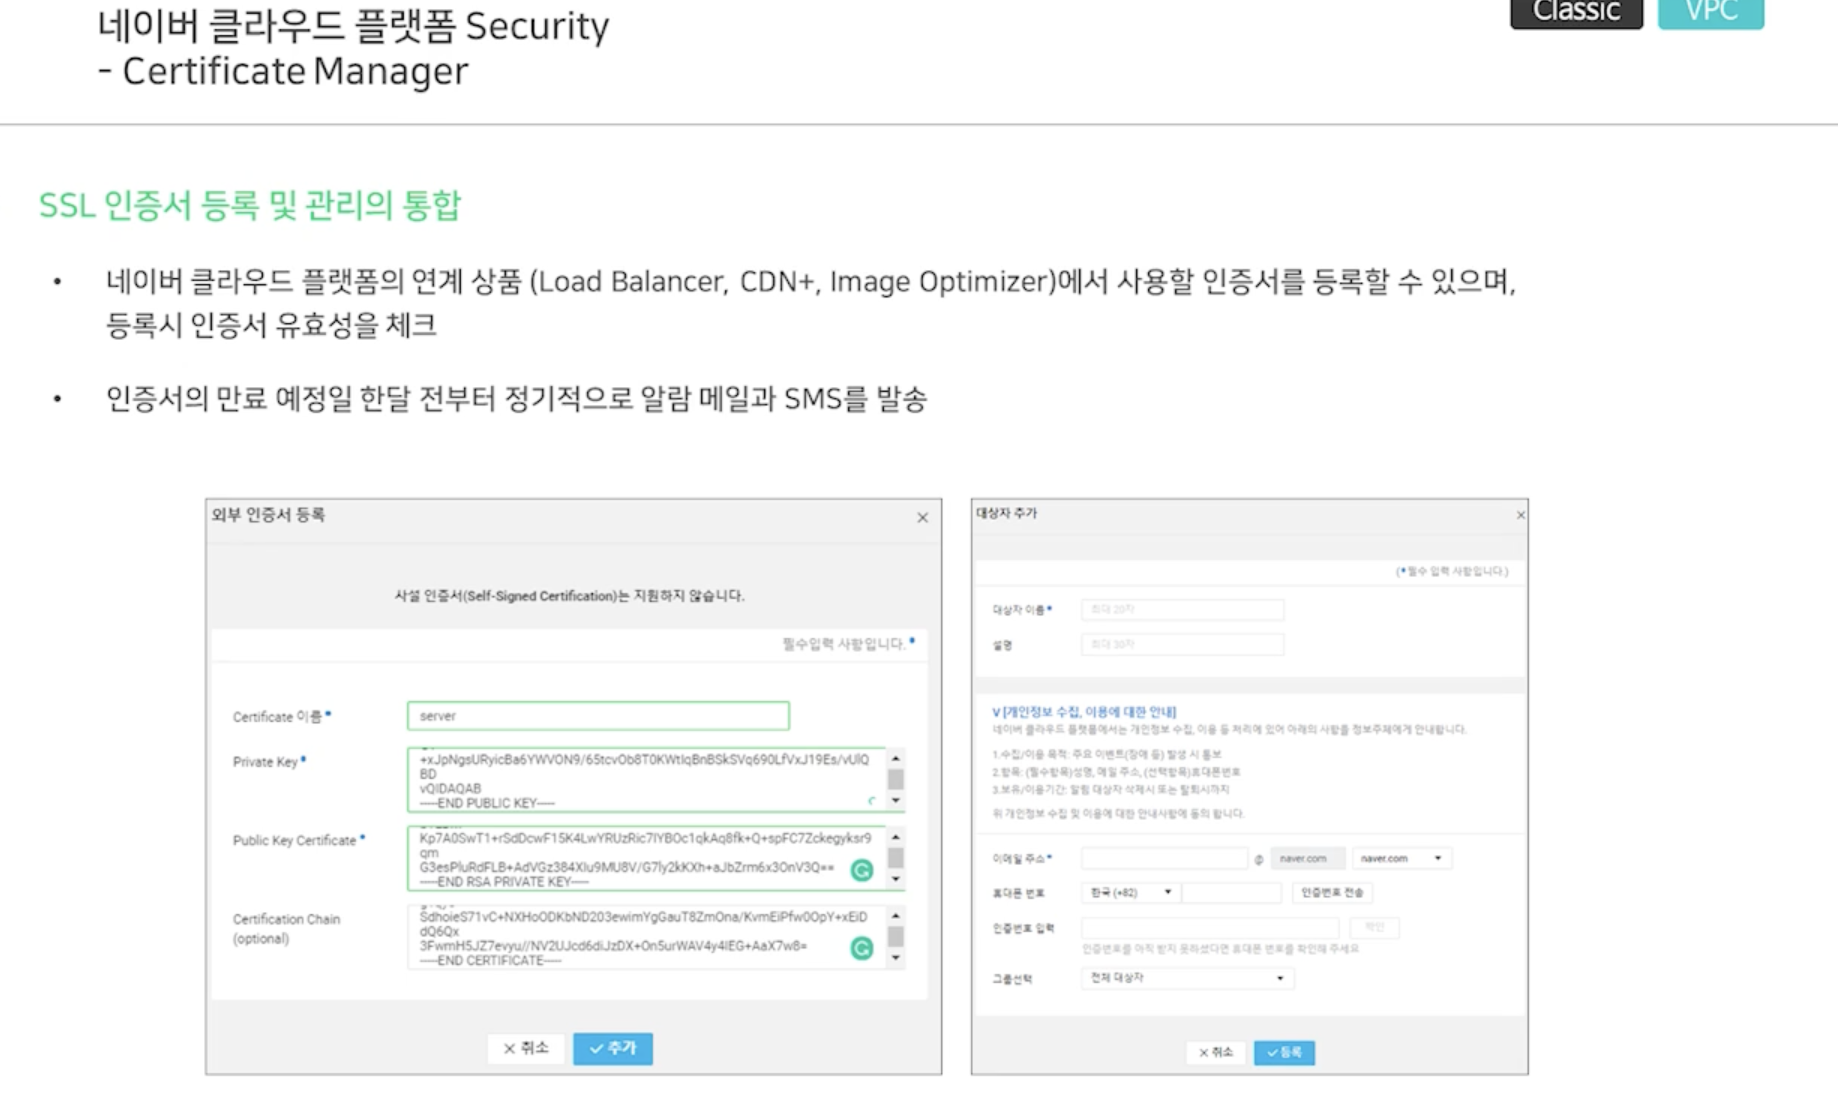 네이버 클라우드 플랫폼 Security
- Certificate Manager
Classic
VPC
SSL 인증서 등록 및 관리의 통합
• 네이버 클라우드 플랫폼의 연계 상품 (Load Balancer, CDN+, Image Optimizer)에서 사용할 인증서를 등록할 수 있으며,
등록시 인증서 유효성을 체크
• 인증서의 만료 예정일 한달 전부터 정기적으로 알람 메일과 SMS를 발송
외부 인증서 등록
사설 인증서(Self-Signed Certification)는 지원하지 않습니다.
필수입력 사항입니다.
Certificate 이름
server
Private Key
BD
vQIDAQAB
-----END PUBLIC KEY-----
Public Key Certificate
qm
-----END RSA PRIVATE KEY-----
Certification Chain
(optional)
dQ6Qx
-----END CERTIFICATE-----
× 취소
추가
대상자 추가
(*필수 입력 사항입니다.)
대상자 이름*
최대 20자
설명
최대 30자
V [개인정보 수집, 이용에 대한 안내]
네이버 클라우드 플랫폼에서는 개인정보 수집, 이용 등 처리에 있어 아래의 사항을 정보주체에게 안내합니다.
1.수집/이용 목적: 주요 이벤트(장애 등) 발생 시 통보
2.항목: (필수항목)성명, 메일 주소, (선택항목)휴대폰번호
3.보유/이용기간: 알림 대상자 삭제시 또는 탈퇴시까지
위 개인정보 수집 및 이용에 대한 안내사항에 동의 합니다.
이메일 주소*
@
naver.com
naver.com
휴대폰 번호
한국 (+82)
인증번호 전송
인증번호 입력
확인
인증번호를 아직 받지 못하셨다면 휴대폰 번호를 확인해 주세요
그룹선택
전체 대상자
× 취소
등록